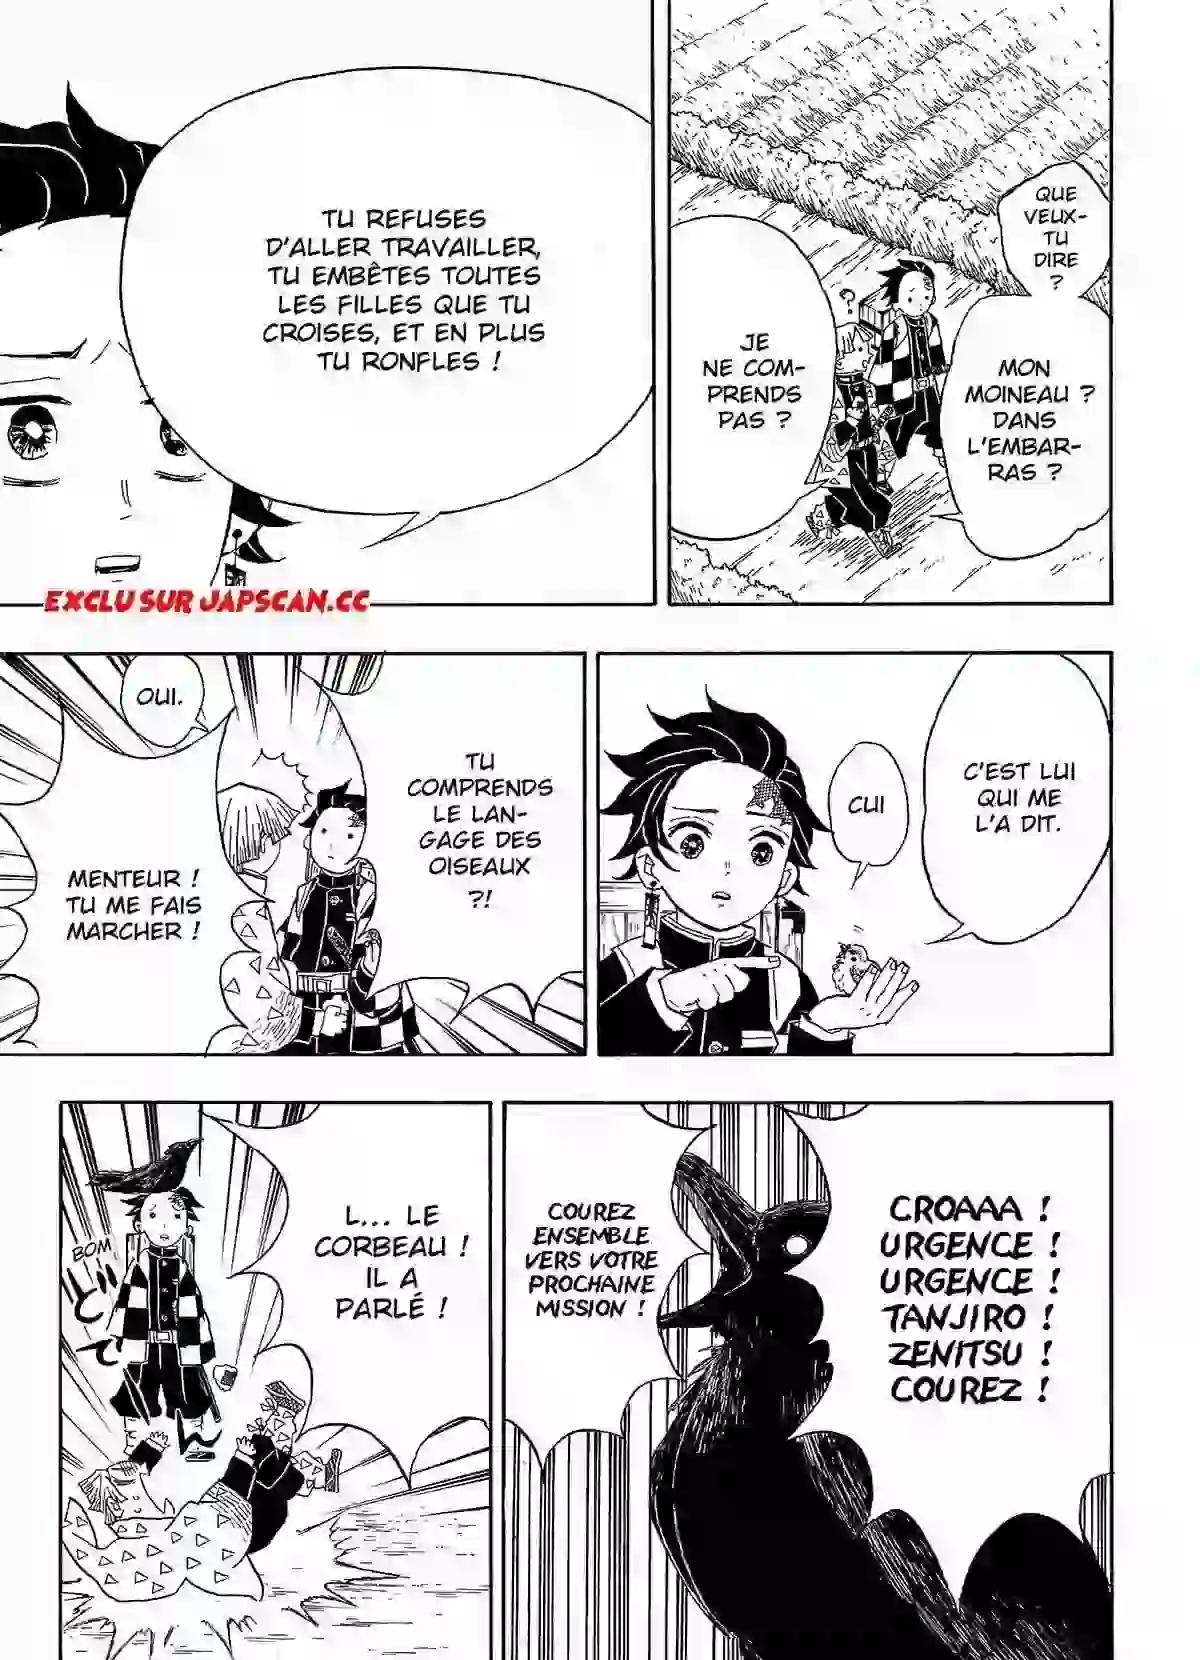 QUE
VEUX-
TU
DIRE
?
MON
MOINEAU ?
DANS
L'EMBAR-
RAS ?
?
JE
NE COM-
PRENDS
PAS ?
TU REFUSES
D'ALLER TRAVAILLER,
TU EMBÊTES TOUTES
LES FILLES QUE TU
CROISES, ET EN PLUS
TU RONFLES !
EXCLU SUR JAPSCAN.CC
C'EST LUI
QUI ME
L'A DIT.
CUI
TU
COMPRENDS
LE LAN-
GAGE DES
OISEAUX
?!
OUI.
MENTEUR !
TU ME FAIS
MARCHER !
CROAAA !
URGENCE !
URGENCE !
TANJIRO !
ZENITSU !
COUREZ !
COUREZ
ENSEMBLE
VERS VOTRE
PROCHAINE
MISSION !
L... LE
CORBEAU !
IL A
PARLÉ !
BOM
どて